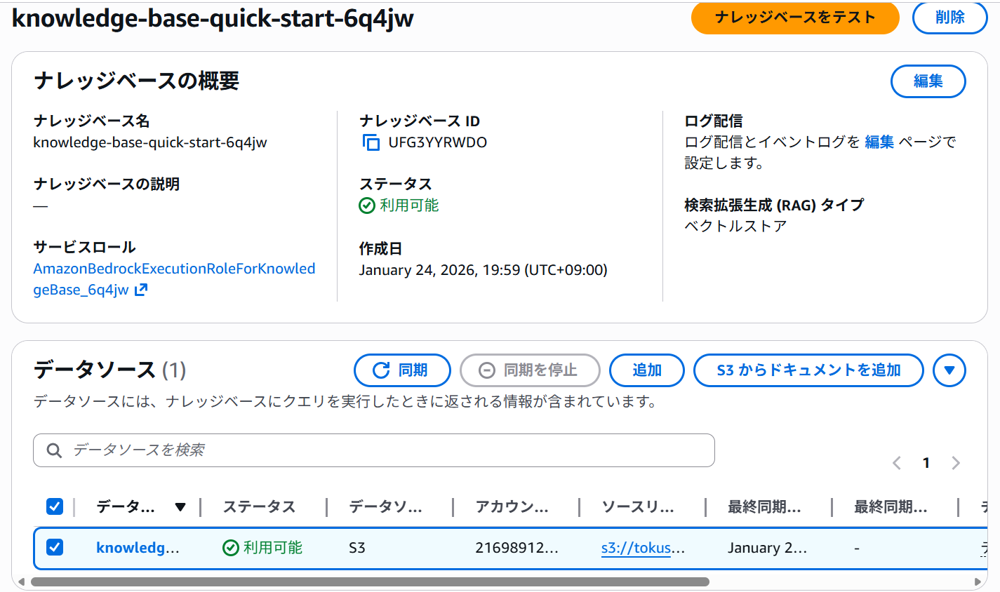 knowledge-base-quick-start-6q4jw
ナレッジベースをテスト
削除
ナレッジベースの概要
編集
ナレッジベース名
knowledge-base-quick-start-6q4jw
ナレッジベースの説明
—
サービスロール
AmazonBedrockExecutionRoleForKnowled
geBase_6q4jw
ナレッジベース ID
UFG3YYRWDO
ステータス
利用可能
作成日
January 24, 2026, 19:59 (UTC+09:00)
ログ配信
ログ配信とイベントログを 編集 ページで
設定します。
検索拡張生成 (RAG) タイプ
ベクトルストア
データソース (1)
同期
同期を停止
追加
S3 からドキュメントを追加
データソースには、ナレッジベースにクエリを実行したときに返される情報が含まれています。
データソースを検索
1
データ...
ステータス
データソ...
アカウン...
ソースリ...
最終同期...
最終同期...
knowledg...
利用可能
S3
21698912...
s3://tokus...
January 2...
-